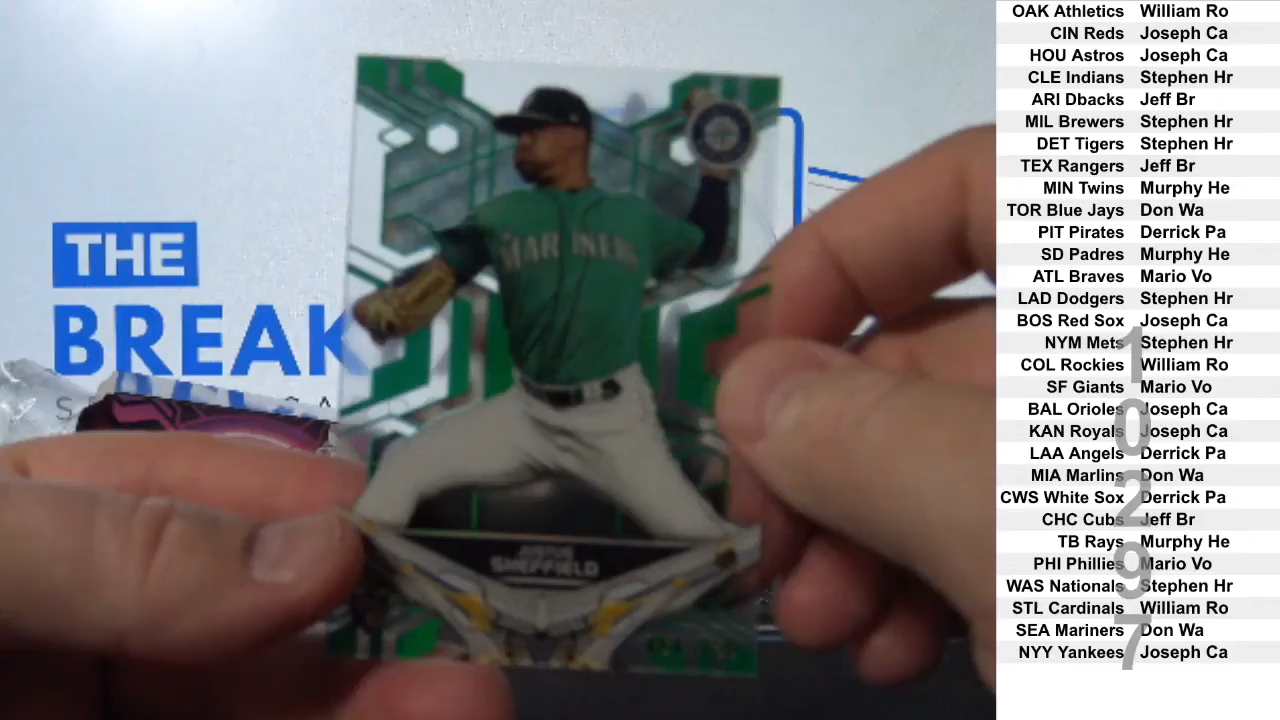 THE
BREAK
MARINERS
JUSTUS
SHEFFIELD
OAK Athletics William Ro
CIN Reds Joseph Ca
HOU Astros Joseph Ca
CLE Indians Stephen Hr
ARI Dbacks Jeff Br
MIL Brewers Stephen Hr
DET Tigers Stephen Hr
TEX Rangers Jeff Br
MIN Twins Murphy He
TOR Blue Jays Don Wa
PIT Pirates Derrick Pa
SD Padres Murphy He
ATL Braves Mario Vo
LAD Dodgers Stephen Hr
BOS Red Sox Joseph Ca
NYM Mets Stephen Hr
COL Rockies William Ro
SF Giants Mario Vo
BAL Orioles Joseph Ca
KAN Royals Joseph Ca
LAA Angels Derrick Pa
MIA Marlins Don Wa
CWS White Sox Derrick Pa
CHC Cubs Jeff Br
TB Rays Murphy He
PHI Phillies Mario Vo
WAS Nationals Stephen Hr
STL Cardinals William Ro
SEA Mariners Don Wa
NYY Yankees Joseph Ca
10297